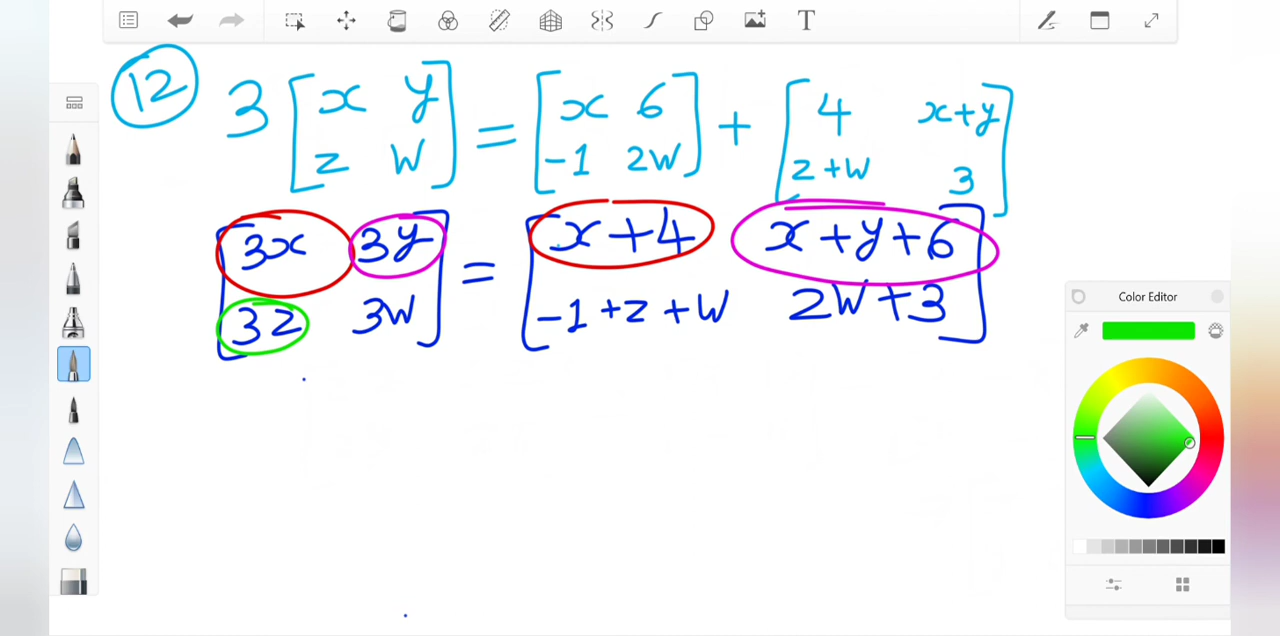 T
12 3 [ x y ] = [ x 6 ] + [ 4 x+y ]
[ z w ] [ -1 2w ] [ z+w 3 ]
[ 3x 3y ] = [ x+4 x+y+6 ]
[ 3z 3w ] [ -1+z+w 2w+3 ]
Color Editor